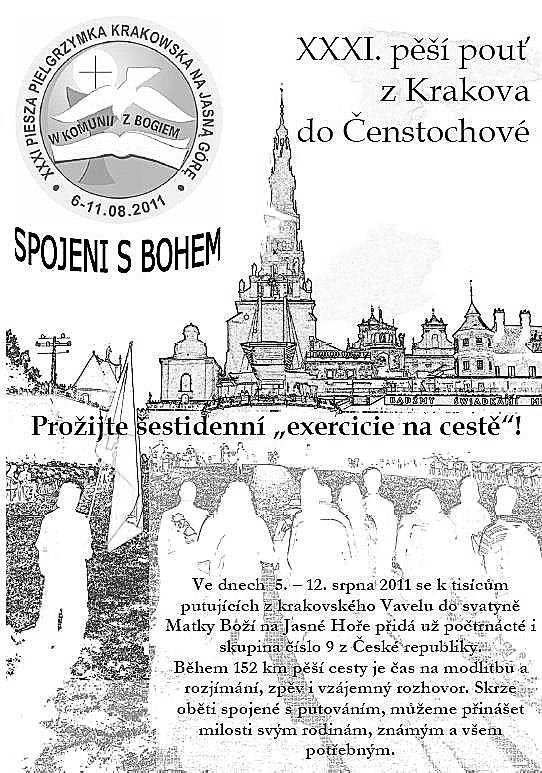 XXXI PIESZA PIELGRZYMKA KRAKOWSKA NA JASNĄ GÓRĘ
W KOMUNII Z BOGIEM
• 6-11.08.2011 •
XXXI. pěší pouť
z Krakova
do Čenstochové
SPOJENI S BOHEM
BĄDŹMY ŚWIADKAMI
Prožijte šestidenní „exercicie na cestě“!
Ve dnech 5. – 12. srpna 2011 se k tisícům
putujících z krakovského Vavelu do svatyně
Matky Boží na Jasné Hoře přidá už počtrnácté i
skupina číslo 9 z České republiky.
Během 152 km pěší cesty je čas na modlitbu a
rozjímání, zpěv i vzájemný rozhovor. Skrze
oběti spojené s putováním, můžeme přinášet
milosti svým rodinám, známým a všem
potřebným.